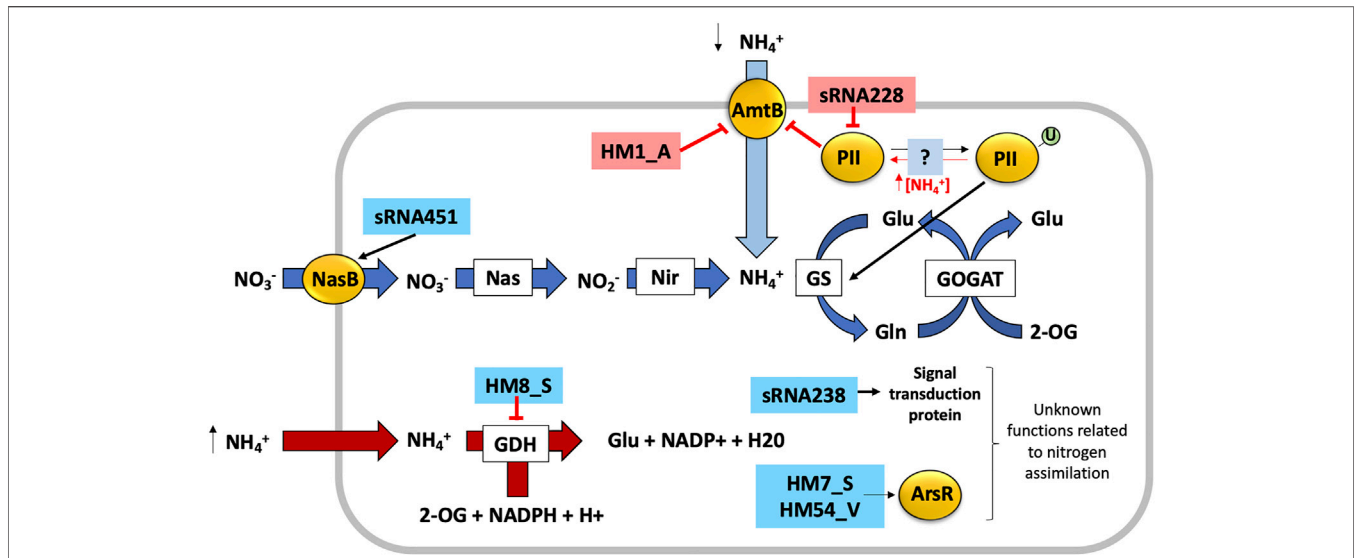 ↓ NH₄⁺
sRNA228
AmtB
HM1_A
PII
?
PII
U
↑[NH₄⁺]
sRNA451
Glu
Glu
NO₃⁻
NasB
NO₃⁻
Nas
NO₂⁻
Nir
NH₄⁺
GS
GOGAT
Gln
2-OG
HM8_S
sRNA238
Signal
transduction
protein
Unknown
functions related
to nitrogen
assimilation
↑ NH₄⁺
NH₄⁺
GDH
Glu + NADP+ + H20
HM7_S
HM54_V
ArsR
2-OG + NADPH + H+